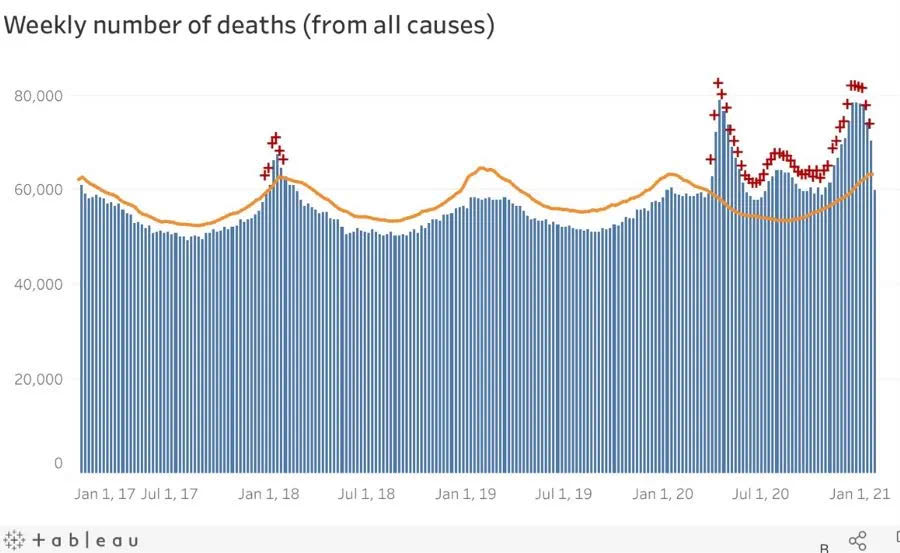 Weekly number of deaths (from all causes)
80,000
60,000
40,000
20,000
0
Jan 1, 17 Jul 1, 17 Jan 1, 18 Jul 1, 18 Jan 1, 19 Jul 1, 19 Jan 1, 20 Jul 1, 20 Jan 1, 21
+ a b l e a u
R